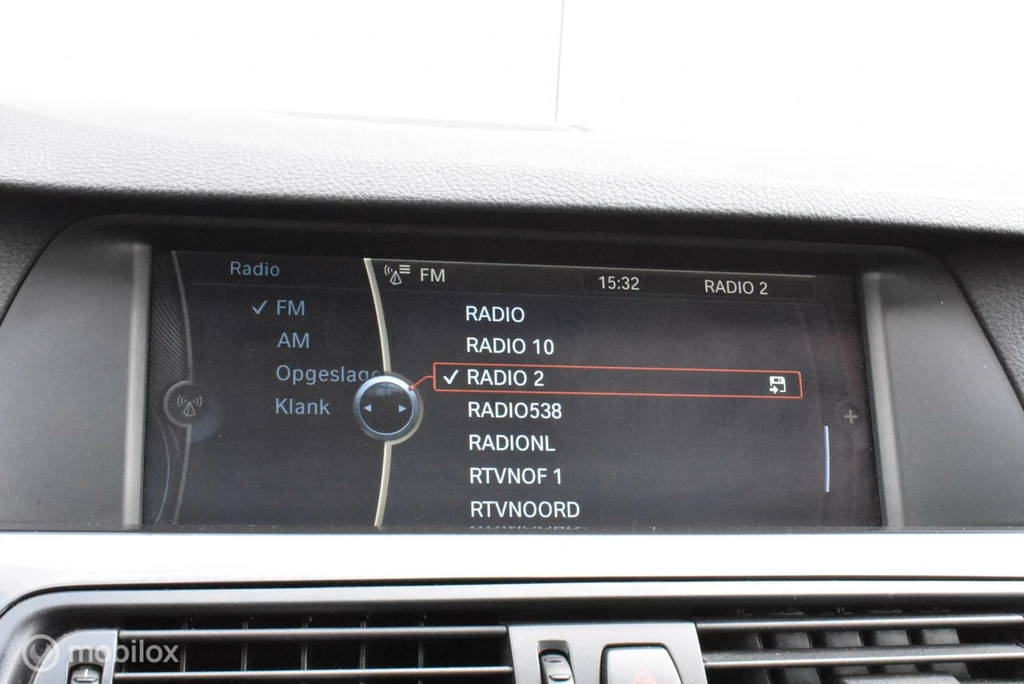 Radio
FM 15:32 RADIO 2
FM
AM
Opgeslage
Klank
RADIO
RADIO 10
RADIO 2
RADIO538
RADIONL
RTVNOF 1
RTVNOORD
mobilox